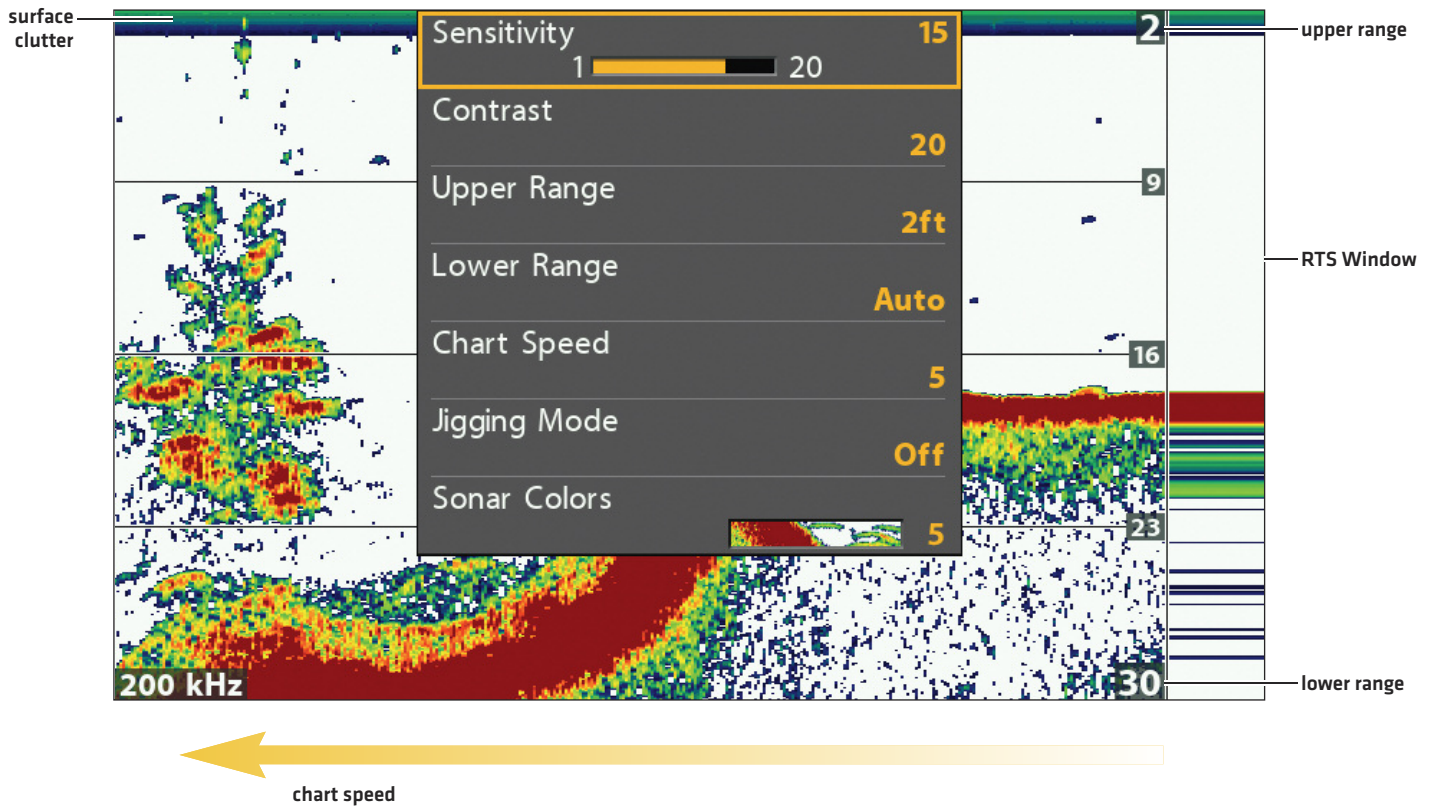 surface
clutter
Sensitivity 15
1 20
Contrast
20
Upper Range
2ft
Lower Range
Auto
Chart Speed
5
Jigging Mode
Off
Sonar Colors
5
2
upper range
9
RTS Window
16
23
200 kHz
30
lower range
chart speed